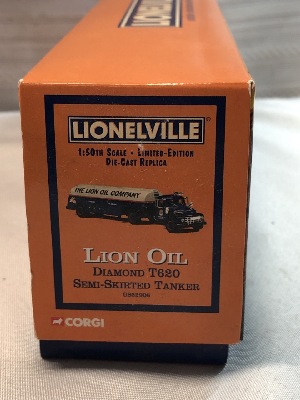 LIONELVILLE
1:50TH SCALE - LIMITED-EDITION
DIE-CAST REPLICA
THE LION OIL COMPANY
LION OIL
DIAMOND T620
SEMI-SKIRTED TANKER
CORGI